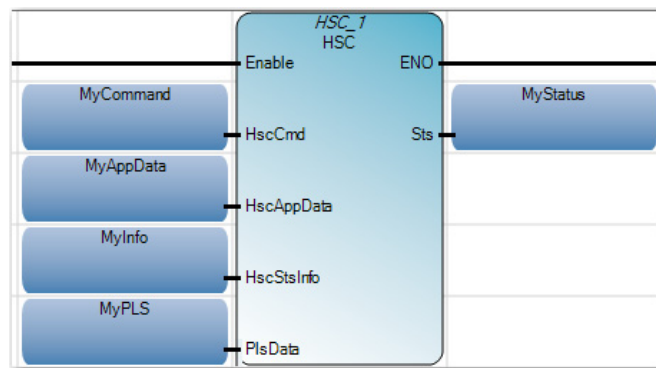 HSC_1
HSC
Enable ENO
MyCommand MyStatus
HscCmd Sts
MyAppData
HscAppData
MyInfo
HscStsInfo
MyPLS
PlsData